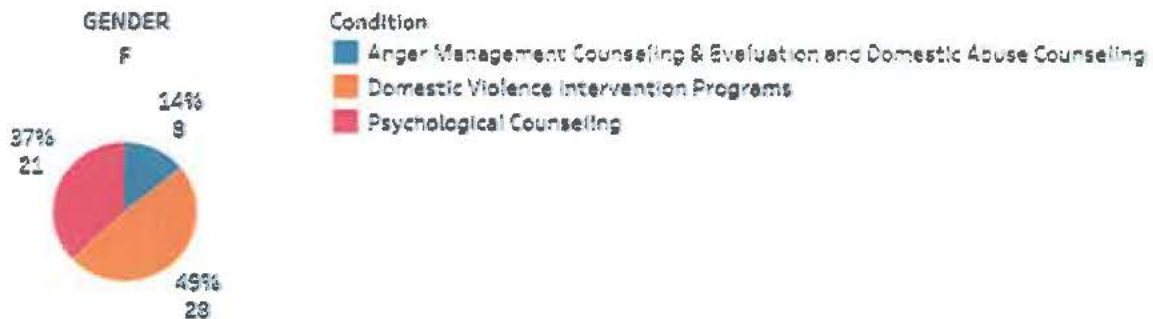 GENDER
F
Condition
Anger Management Counseling & Evaluation and Domestic Abuse Counseling
Domestic Violence Intervention Programs
Psychological Counseling
14%
8
37%
21
49%
28